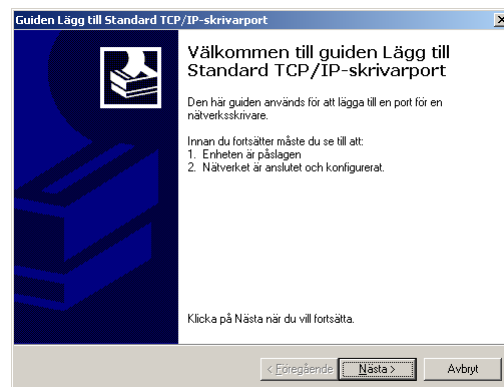 Guiden Lägg till Standard TCP/IP-skrivarport
Välkommen till guiden Lägg till
Standard TCP/IP-skrivarport
Den här guiden används för att lägga till en port för en
nätverksskrivare.
Innan du fortsätter måste du se till att:
1. Enheten är påslagen
2. Nätverket är anslutet och konfigurerat.
Klicka på Nästa när du vill fortsätta.
< Föregående Nästa > Avbryt